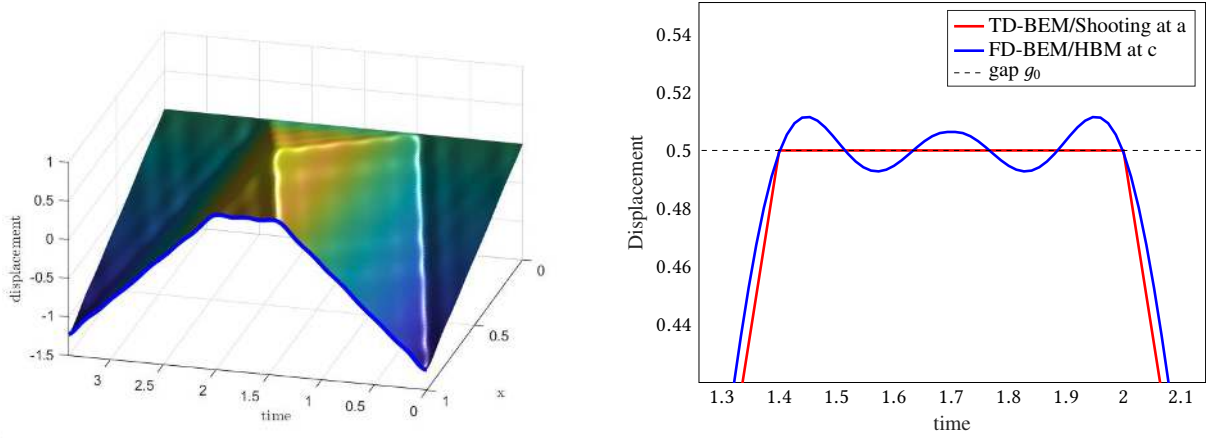 1
0.5
0
-0.5
-1
-1.5
displacement
3
2.5
2
1.5
1
0.5
0
time
0
0.5
1
x
TD-BEM/Shooting at a
FD-BEM/HBM at c
gap g₀
0.54
0.52
0.5
0.48
0.46
0.44
Displacement
1.3 1.4 1.5 1.6 1.7 1.8 1.9 2 2.1
time